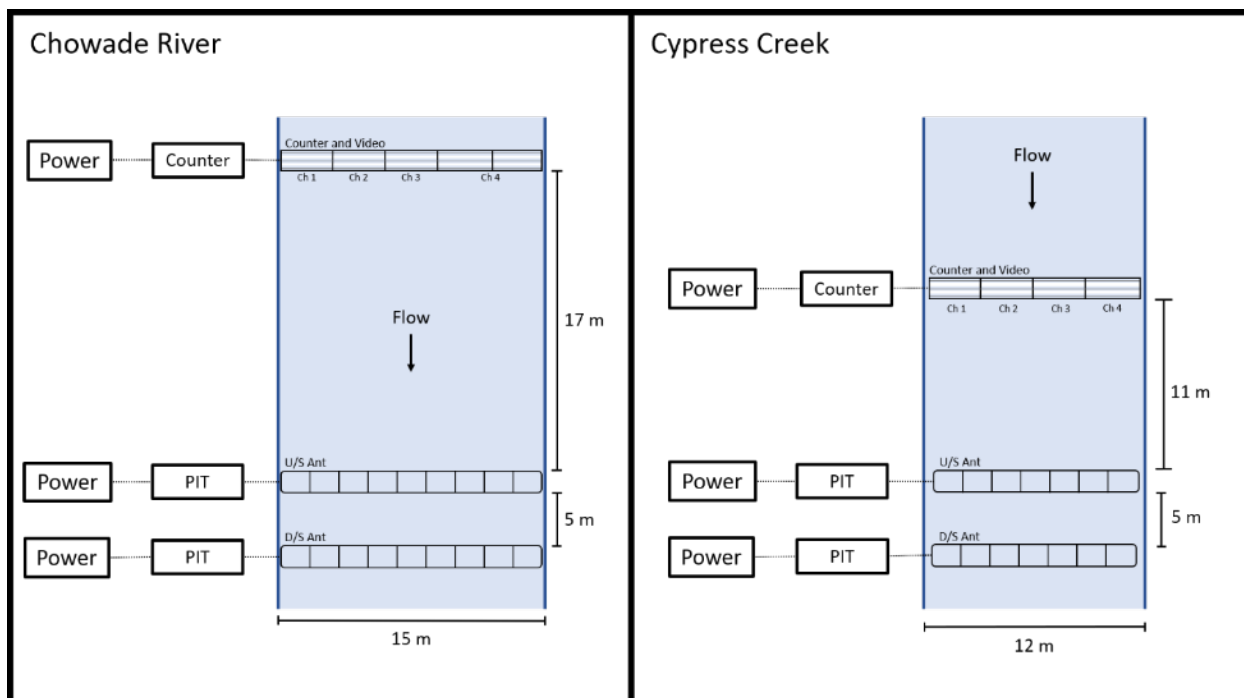 Chowade River
Counter and Video
Power
Counter
Ch 1
Ch 2
Ch 3
Ch 4
Flow
17 m
U/S Ant
Power
PIT
5 m
D/S Ant
Power
PIT
15 m
Cypress Creek
Flow
Counter and Video
Power
Counter
Ch 1
Ch 2
Ch 3
Ch 4
11 m
U/S Ant
Power
PIT
5 m
D/S Ant
Power
PIT
12 m